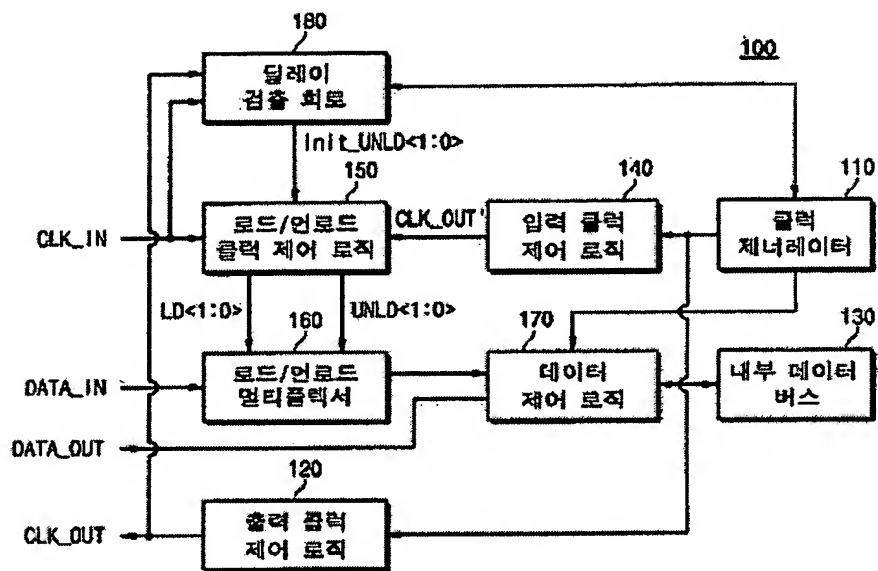 180
100
딜레이
검출 회로
Init_UNLD<1:0>
150
140
110
CLK_IN
로드/언로드
클럭 제어 로직
CLK_OUT'
입력 클럭
제어 로직
클럭
제너레이터
LD<1:0>
UNLD<1:0>
160
170
130
DATA_IN
로드/언로드
멀티플렉서
데이터
제어 로직
내부 데이터
버스
DATA_OUT
120
CLK_OUT
출력 클럭
제어 로직